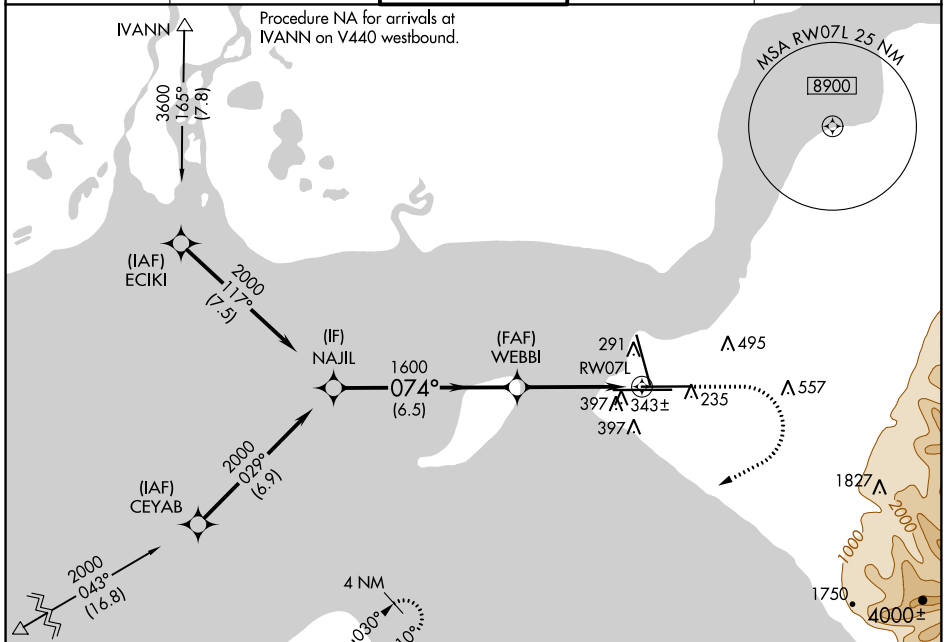 Procedure NA for arrivals at
IVANN on V440 westbound.
IVANN
MSA RW07L 25 NM
8900
3600
165°
(7.8)
(IAF)
ECIKI
2000
117°
(7.5)
(IF)
NAJIL
(FAF)
WEBBI
1600
074°
(6.5)
291
RW07L
495
397
343±
235
557
397
2000
029°
(6.9)
(IAF)
CEYAB
1827
1000
2000
2000
043°
(16.8)
4 NM
030°
10°
1750
4000±